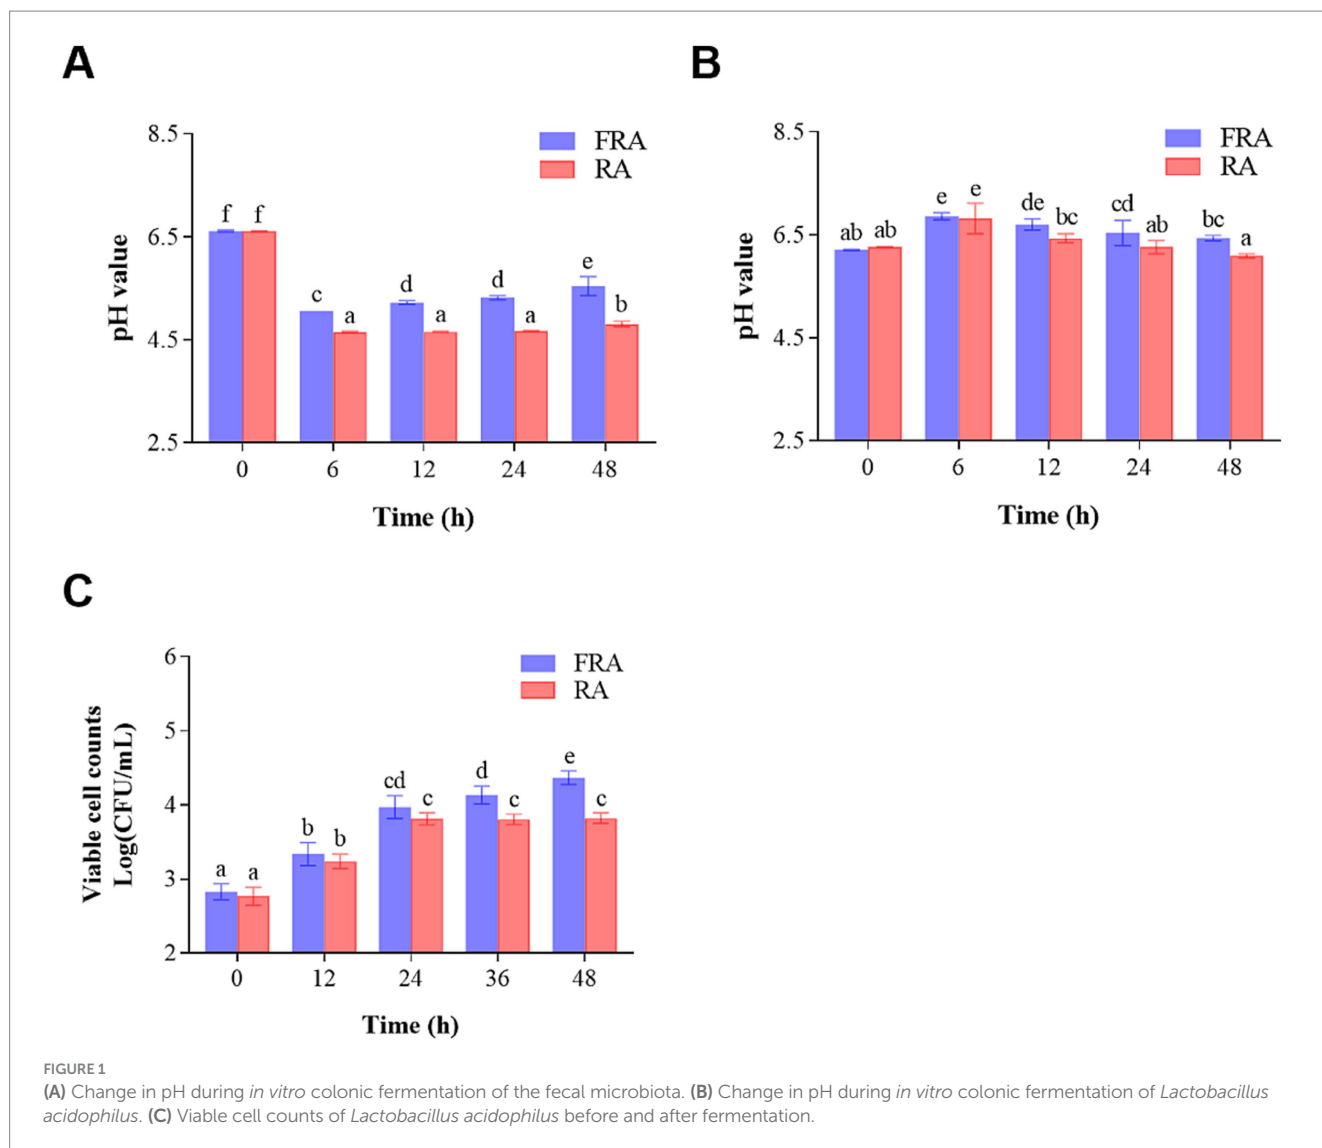 A
8.5
6.5
4.5
2.5
pH value
FRA
RA
f f
c a
d a
d a
e b
0 6 12 24 48
Time (h)
B
8.5
6.5
4.5
2.5
pH value
FRA
RA
ab ab
e e
de bc
cd ab
bc a
0 6 12 24 48
Time (h)
C
6
5
4
3
2
Viable cell counts
Log(CFU/mL)
FRA
RA
a a
b b
cd c
d c
e c
0 12 24 36 48
Time (h)
FIGURE 1
(A) Change in pH during in vitro colonic fermentation of the fecal microbiota. (B) Change in pH during in vitro colonic fermentation of Lactobacillus
acidophilus. (C) Viable cell counts of Lactobacillus acidophilus before and after fermentation.